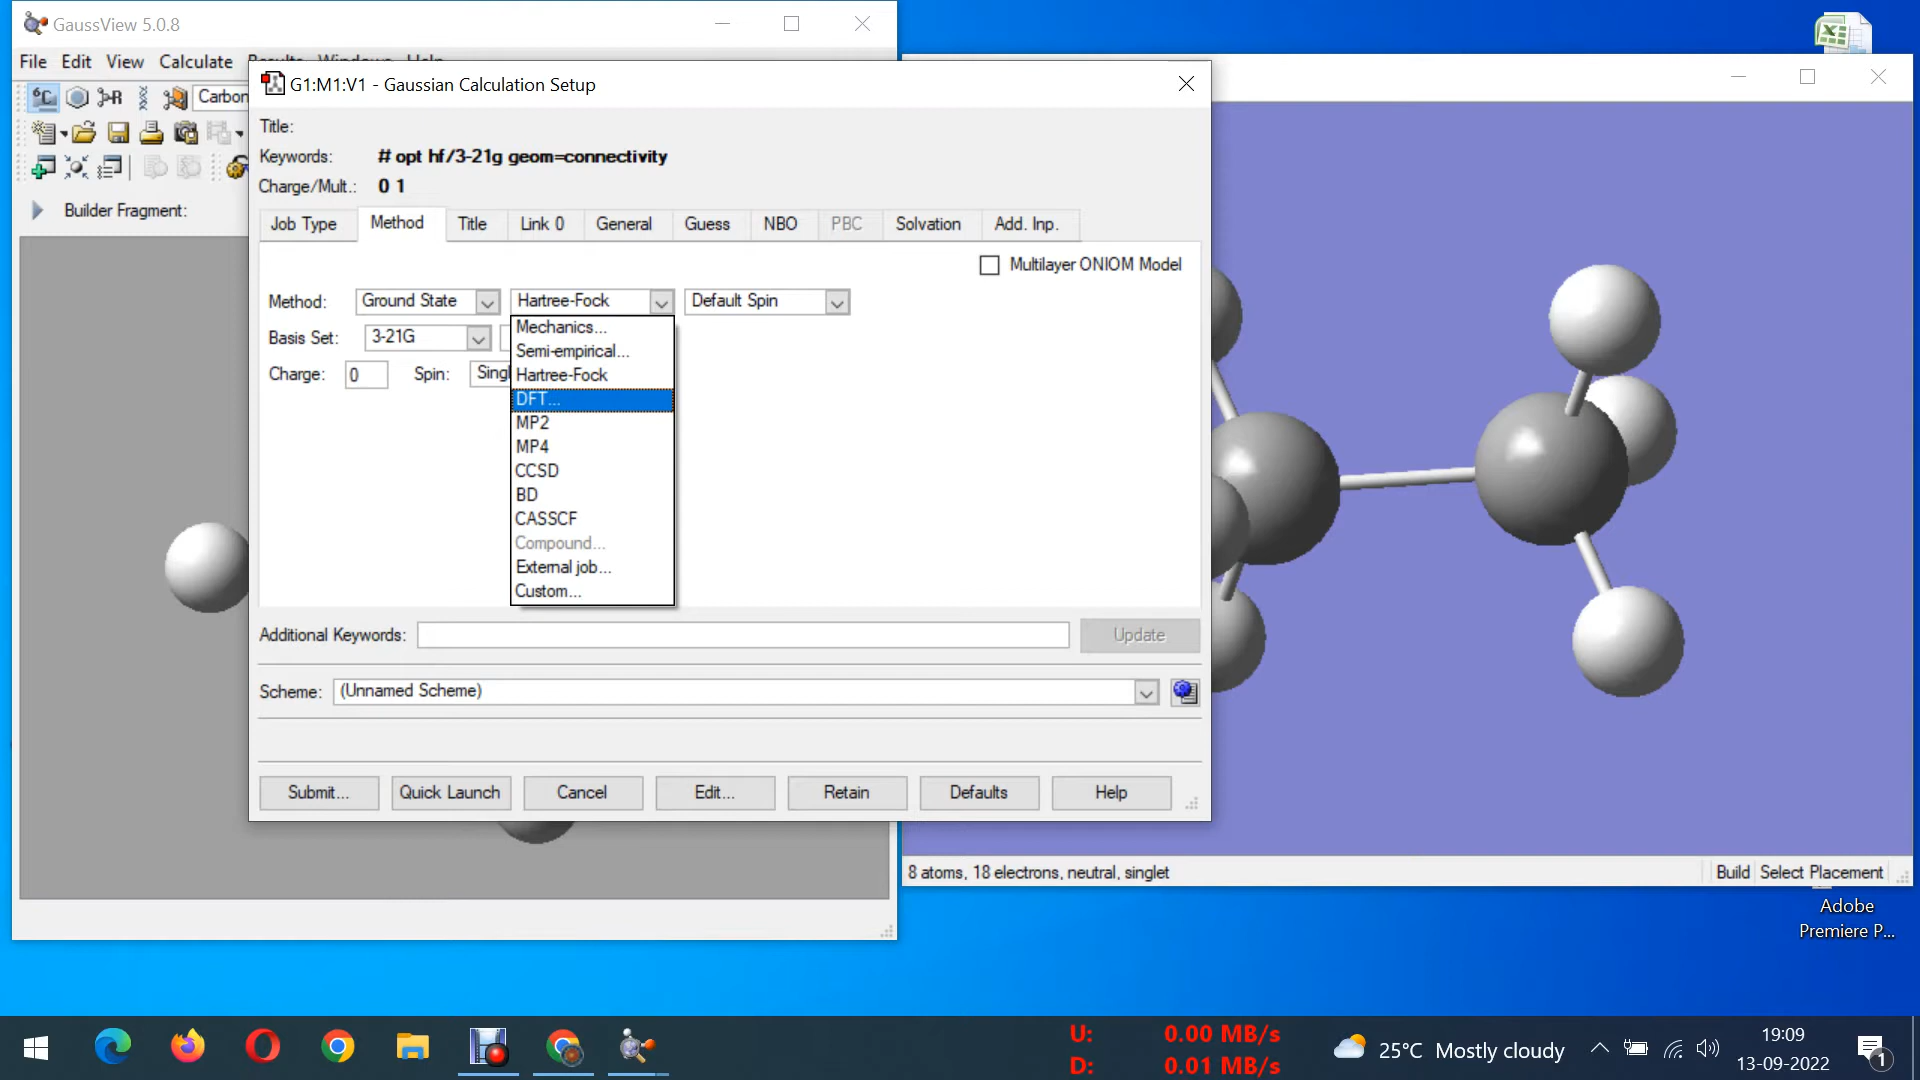 GaussView 5.0.8
File Edit View Calculate Results Windows Help
Carbon
Builder Fragment:
G1:M1:V1 - Gaussian Calculation Setup
Title:
Keywords: # opt hf/3-21g geom=connectivity
Charge/Mult.: 0 1
Job Type Method Title Link 0 General Guess NBO PBC Solvation Add. Inp.
Multilayer ONIOM Model
Method: Ground State Hartree-Fock Default Spin
Basis Set: 3-21G
Charge: 0 Spin: Singl
Mechanics...
Semi-empirical...
Hartree-Fock
DFT...
MP2
MP4
CCSD
BD
CASSCF
Compound...
External job...
Custom...
Additional Keywords: Update
Scheme: (Unnamed Scheme)
Submit... Quick Launch Cancel Edit... Retain Defaults Help
8 atoms, 18 electrons, neutral, singlet Build Select Placement
Adobe
Premiere P...
U: 0.00 MB/s
D: 0.01 MB/s
25°C Mostly cloudy
19:09
13-09-2022
1